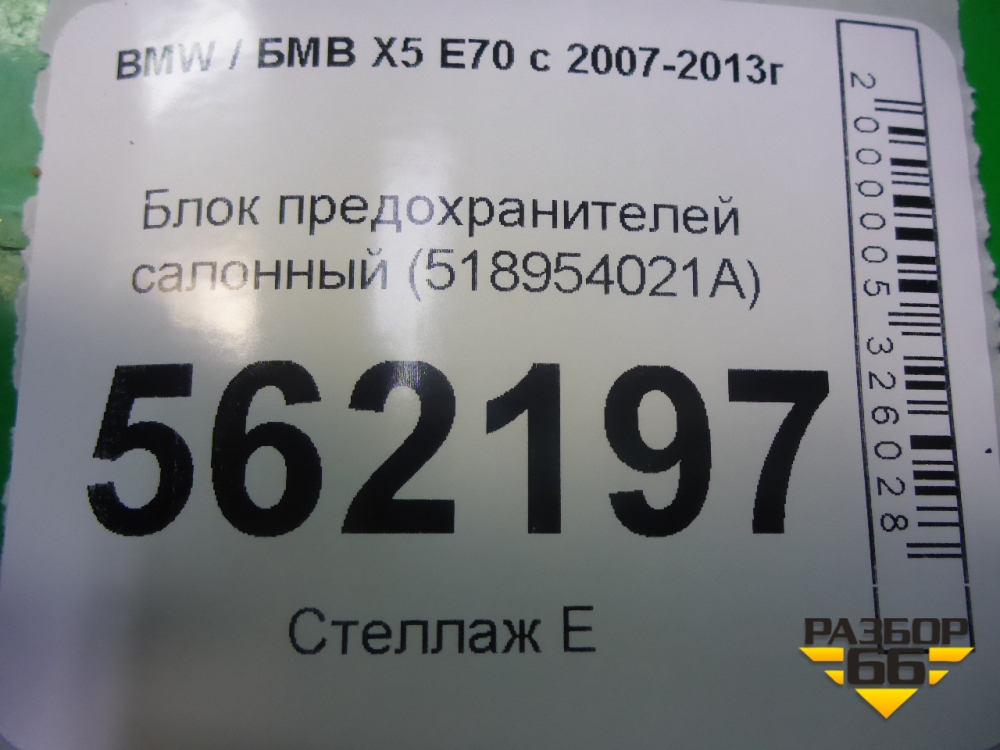 BMW / БМВ X5 E70 с 2007-2013г
Блок предохранителей
салонный (518954021A)
562197
Стеллаж Е
2000005326028
РАЗБОР
66